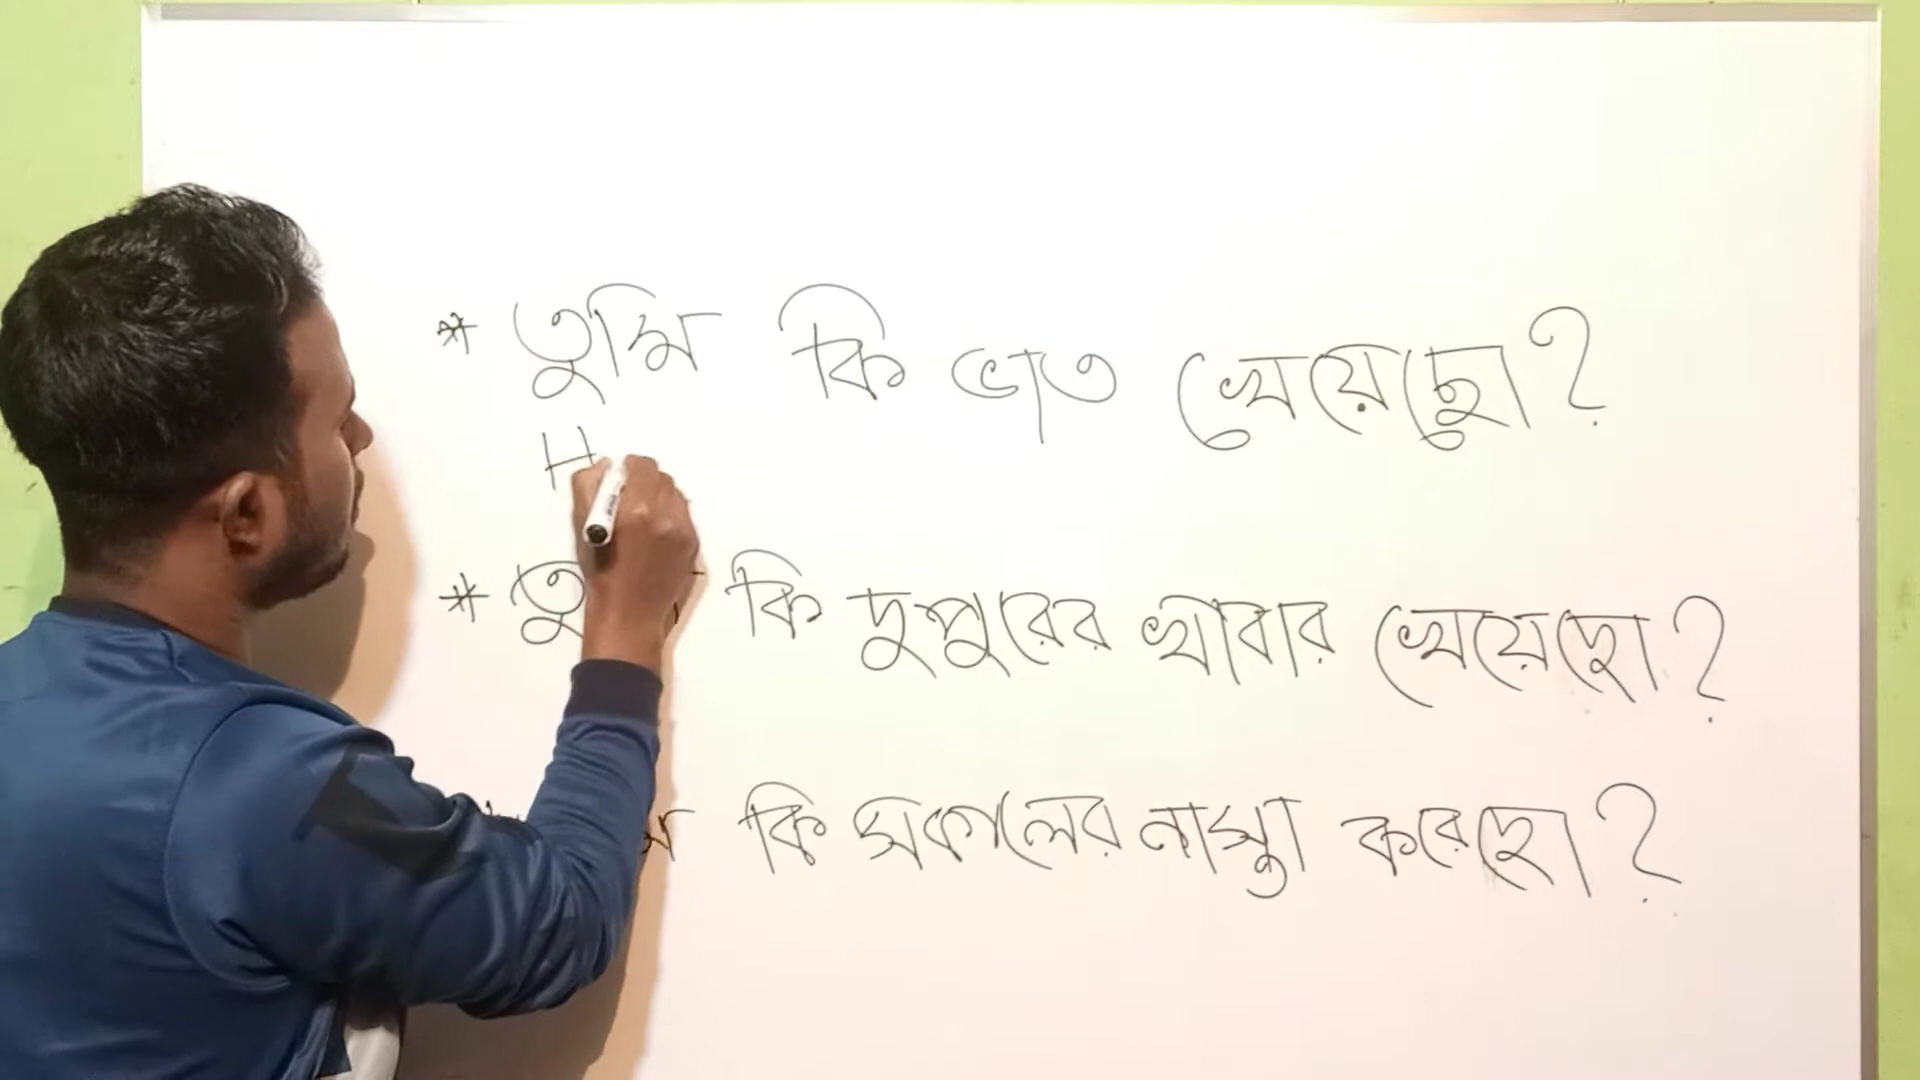 * তুমি কি ভাত খেয়েছো?
H
* তু কি দুপুরের খাবার খেয়েছো?
কি সকালের নাস্তা করেছো?